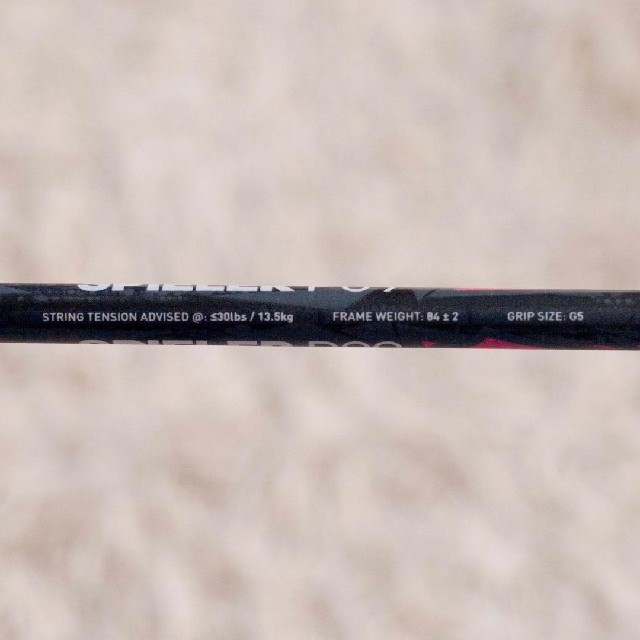 STRING TENSION ADVISED @: ≤30lbs / 13.5kg FRAME WEIGHT: 84 ± 2 GRIP SIZE: G5